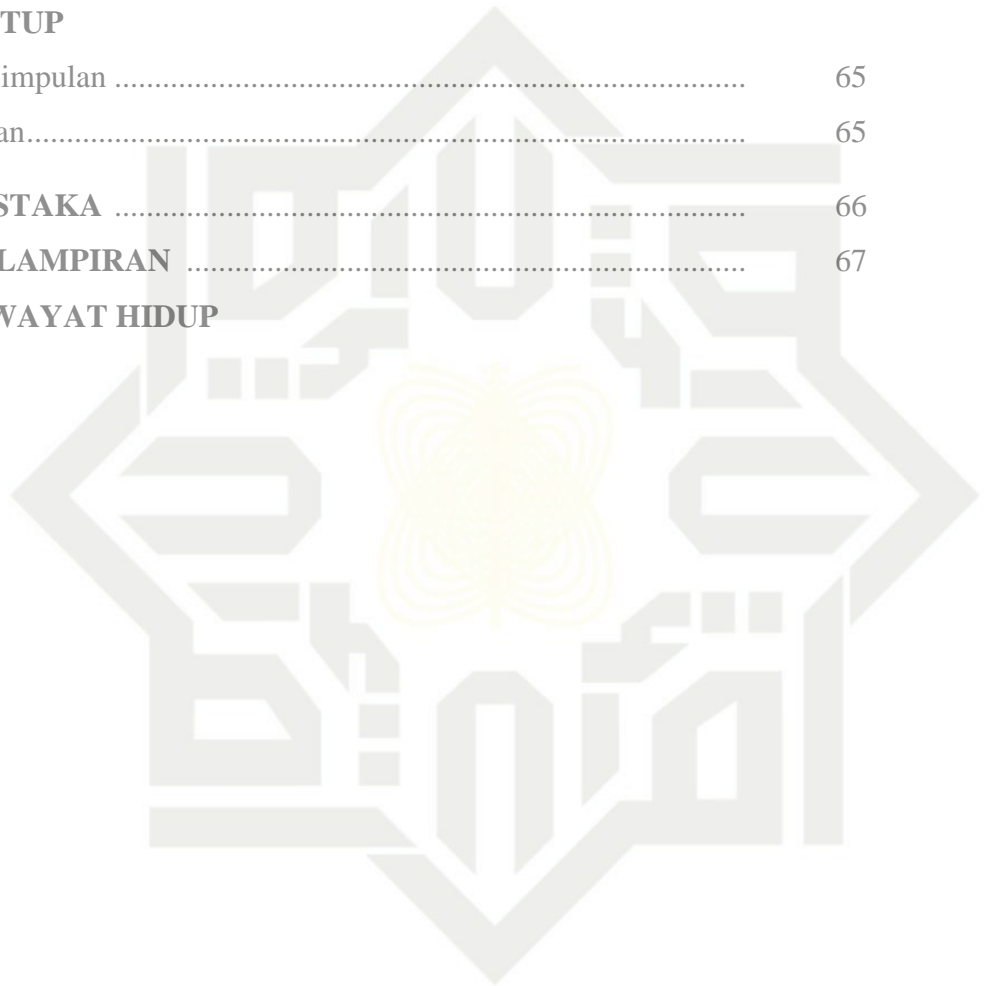 TUP
impulan ........................................................................ 65
an.................................................................................. 65
STAKA ........................................................................ 66
LAMPIRAN ............................................................... 67
WAYAT HIDUP